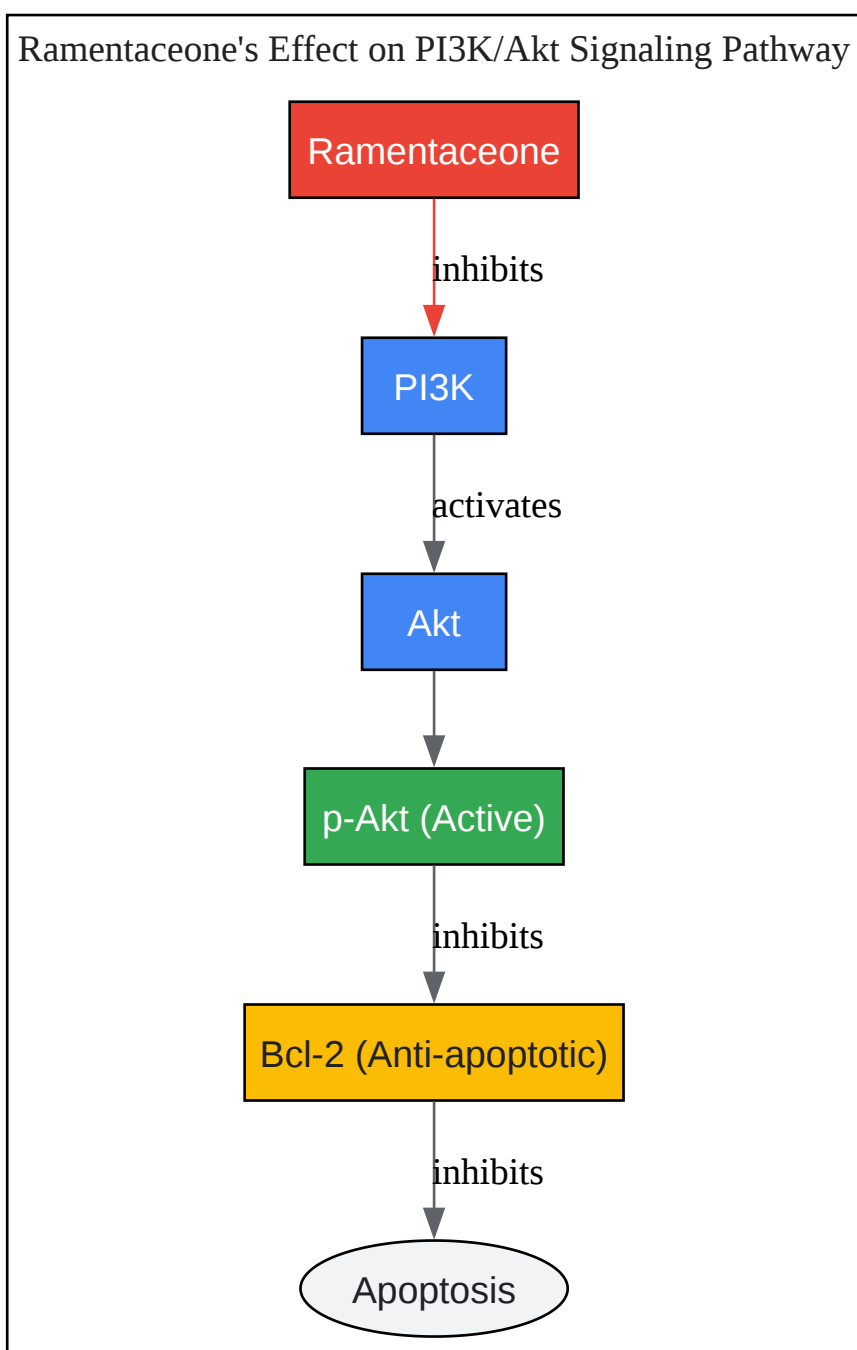 Ramentaceone's Effect on PI3K/Akt Signaling Pathway
Ramentaceone
inhibits
PI3K
activates
Akt
p-Akt (Active)
inhibits
Bcl-2 (Anti-apoptotic)
inhibits
Apoptosis